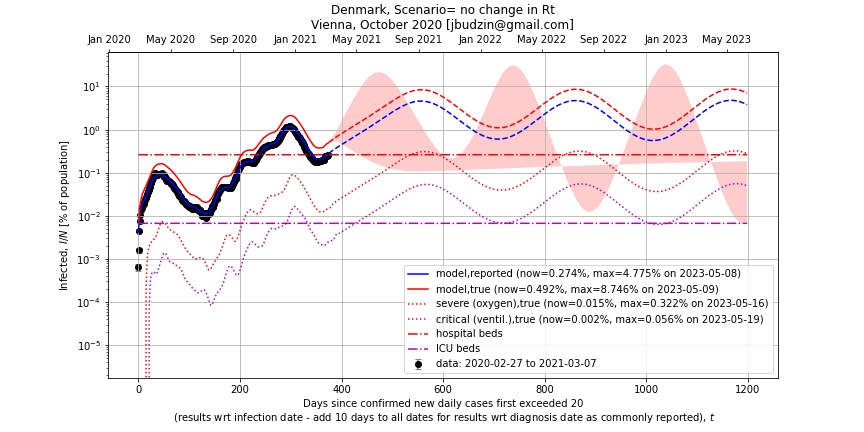 Denmark, Scenario= no change in Rt
Vienna, October 2020 [jbudzin@gmail.com]
Jan 2020 May 2020 Sep 2020 Jan 2021 May 2021 Sep 2021 Jan 2022 May 2022 Sep 2022 Jan 2023 May 2023
Infected, I/N [% of population]
10¹
10⁰
10⁻¹
10⁻²
10⁻³
10⁻⁴
10⁻⁵
model,reported (now=0.274%, max=4.775% on 2023-05-08)
model,true (now=0.492%, max=8.746% on 2023-05-09)
severe (oxygen),true (now=0.015%, max=0.322% on 2023-05-16)
critical (ventil.),true (now=0.002%, max=0.056% on 2023-05-19)
hospital beds
ICU beds
data: 2020-02-27 to 2021-03-07
0 200 400 600 800 1000 1200
Days since confirmed new daily cases first exceeded 20
(results wrt infection date - add 10 days to all dates for results wrt diagnosis date as commonly reported), t